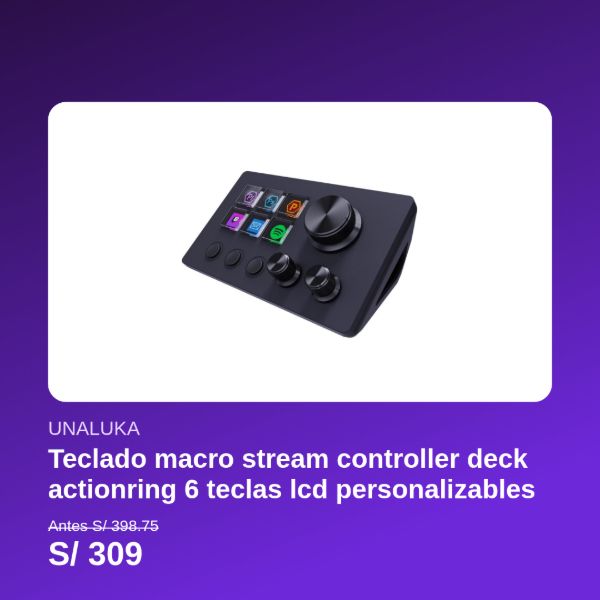 UNALUKA
Teclado macro stream controller deck
actionring 6 teclas lcd personalizables
Antes S/ 398.75
S/ 309